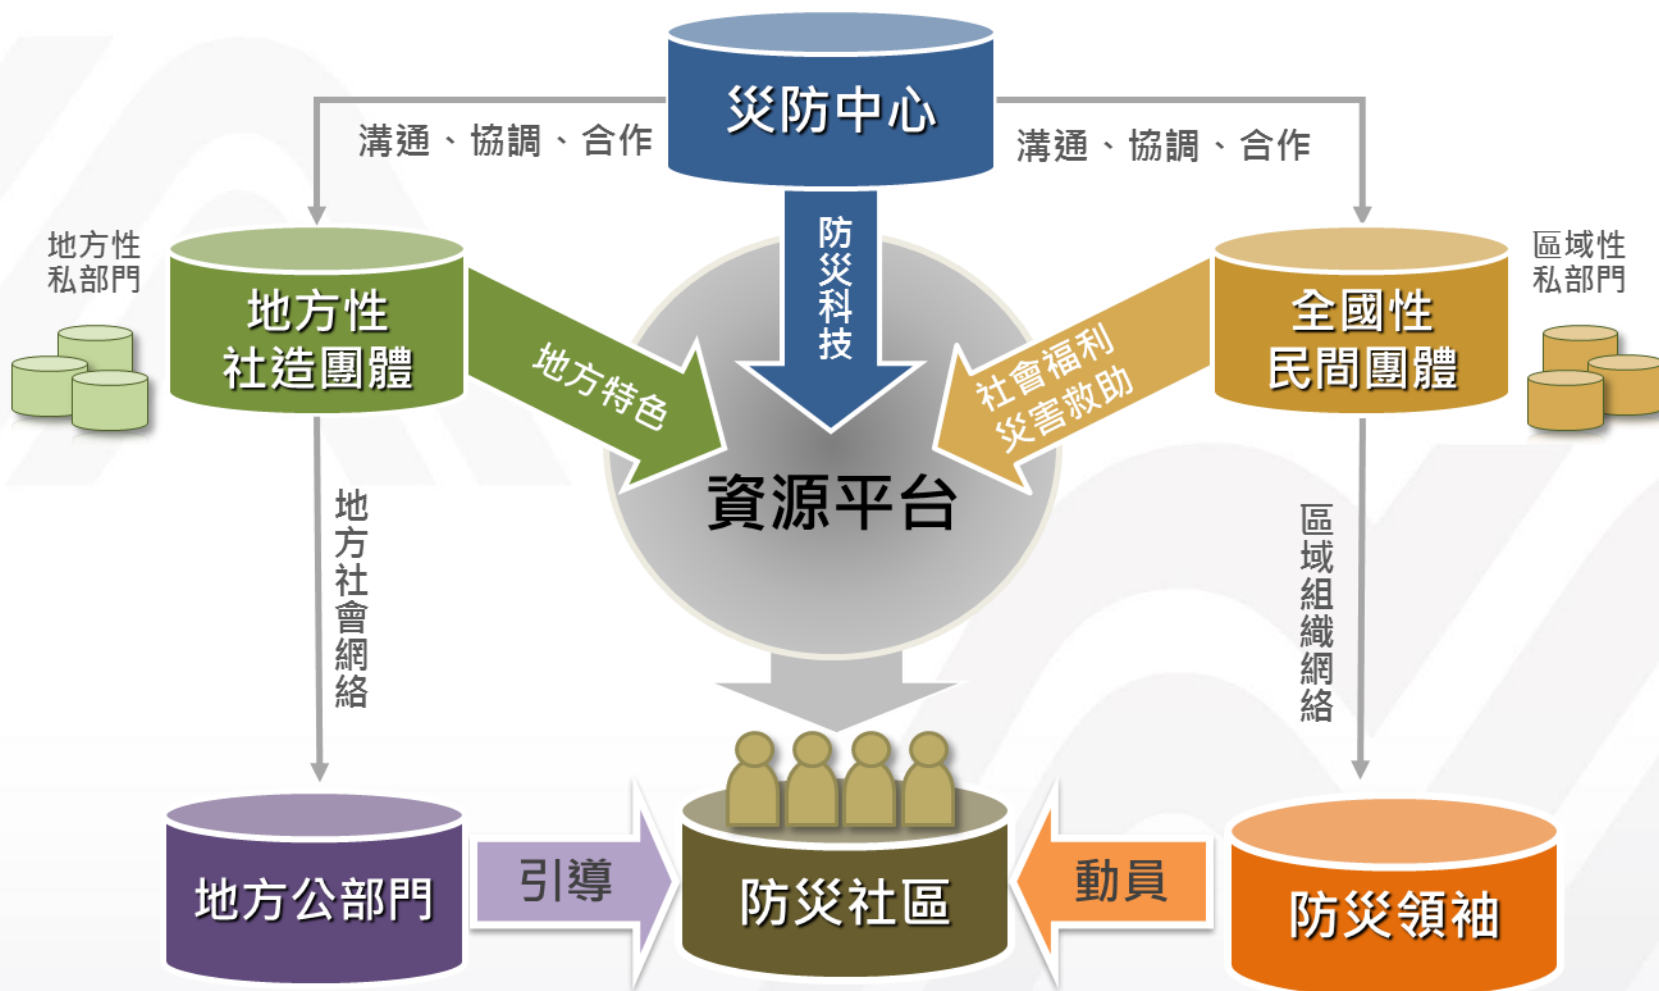 災防中心
溝通、協調、合作
溝通、協調、合作
地方性
私部門
地方性
社造團體
防災科技
全國性
民間團體
區域性
私部門
地方特色
社會福利
災害救助
資源平台
地方社會網絡
區域組織網絡
地方公部門
引導
防災社區
動員
防災領袖